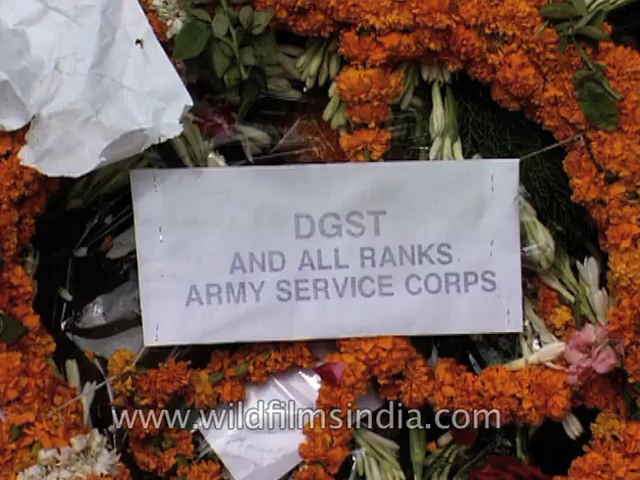 DGST
AND ALL RANKS
ARMY SERVICE CORPS
www.wildfilmsindia.com